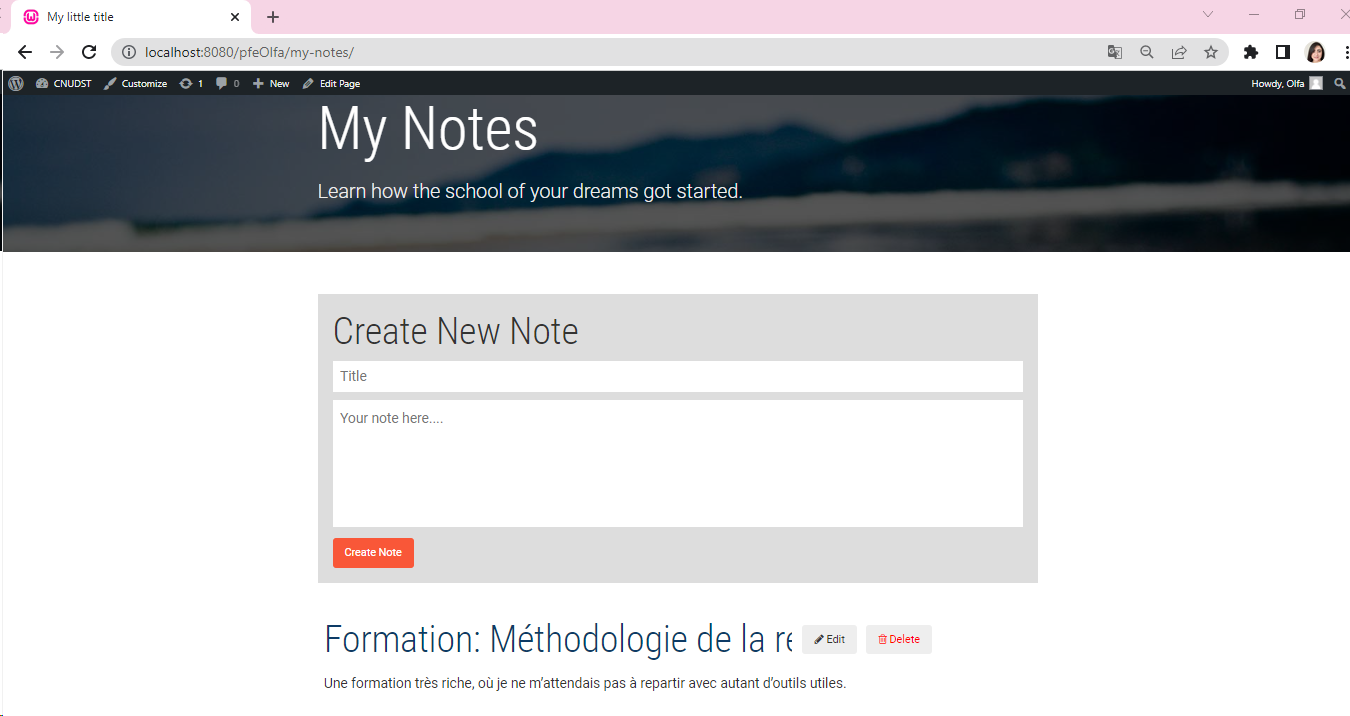 My little title
localhost:8080/pfeOlfa/my-notes/
CNUDST Customize 1 0 New Edit Page Howdy, Olfa
My Notes
Learn how the school of your dreams got started.
Create New Note
Title
Your note here....
Create Note
Formation: Méthodologie de la re Edit Delete
Une formation très riche, où je ne m’attendais pas à repartir avec autant d’outils utiles.